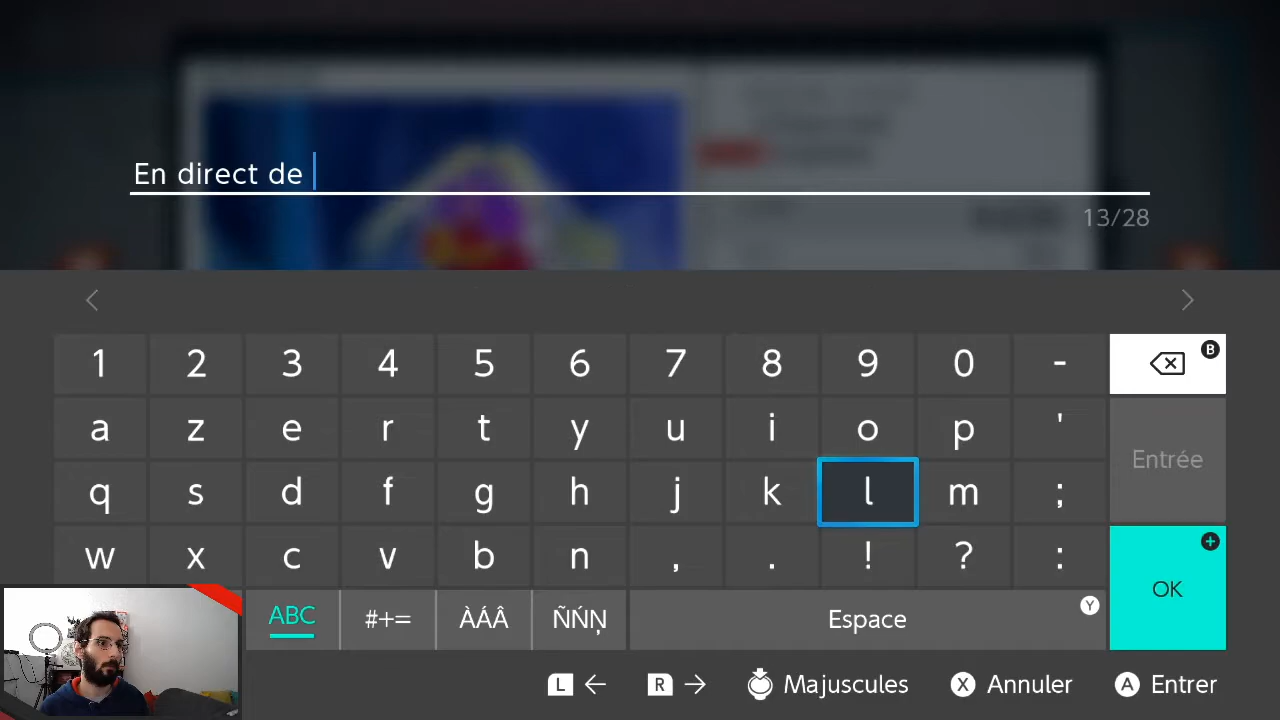 En direct de
13/28
1 2 3 4 5 6 7 8 9 0 -
a z e r t y u i o p '
q s d f g h j k l m ; Entrée
w x c v b n , . ! ? : OK
ABC #+= ÀÁÂ ÑŃŅ Espace
L ← R → Majuscules X Annuler A Entrer
B
Y
+